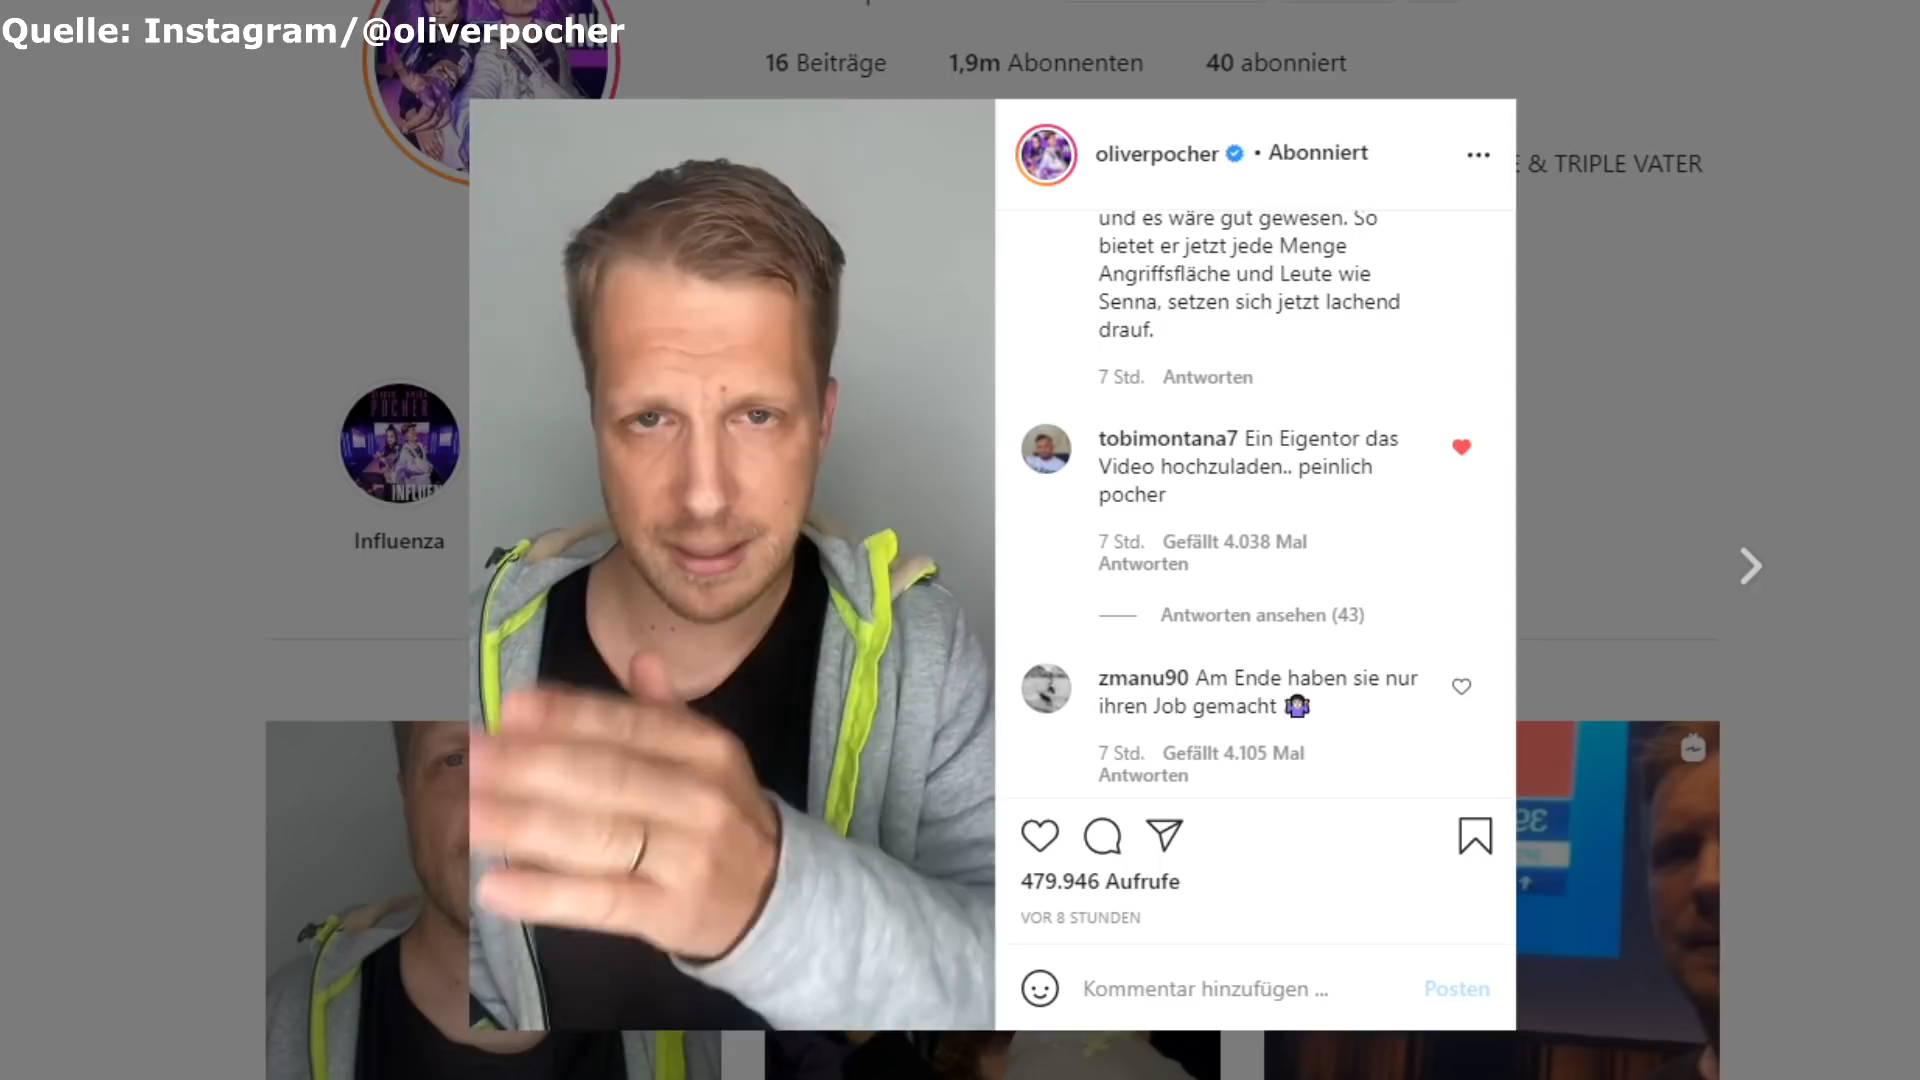 Quelle: Instagram/@oliverpocher
16 Beiträge 1,9m Abonnenten 40 abonniert
& TRIPLE VATER
oliverpocher • Abonniert
und es wäre gut gewesen. So
bietet er jetzt jede Menge
Angriffsfläche und Leute wie
Senna, setzen sich jetzt lachend
drauf.
7 Std. Antworten
tobimontana7 Ein Eigentor das
Video hochzuladen.. peinlich
pocher
7 Std. Gefällt 4.038 Mal
Antworten
Antworten ansehen (43)
zmanu90 Am Ende haben sie nur
ihren Job gemacht 🤷🏻‍♀️
7 Std. Gefällt 4.105 Mal
Antworten
479.946 Aufrufe
VOR 8 STUNDEN
Kommentar hinzufügen ... Posten
POCHER
INFLUEN
Influenza